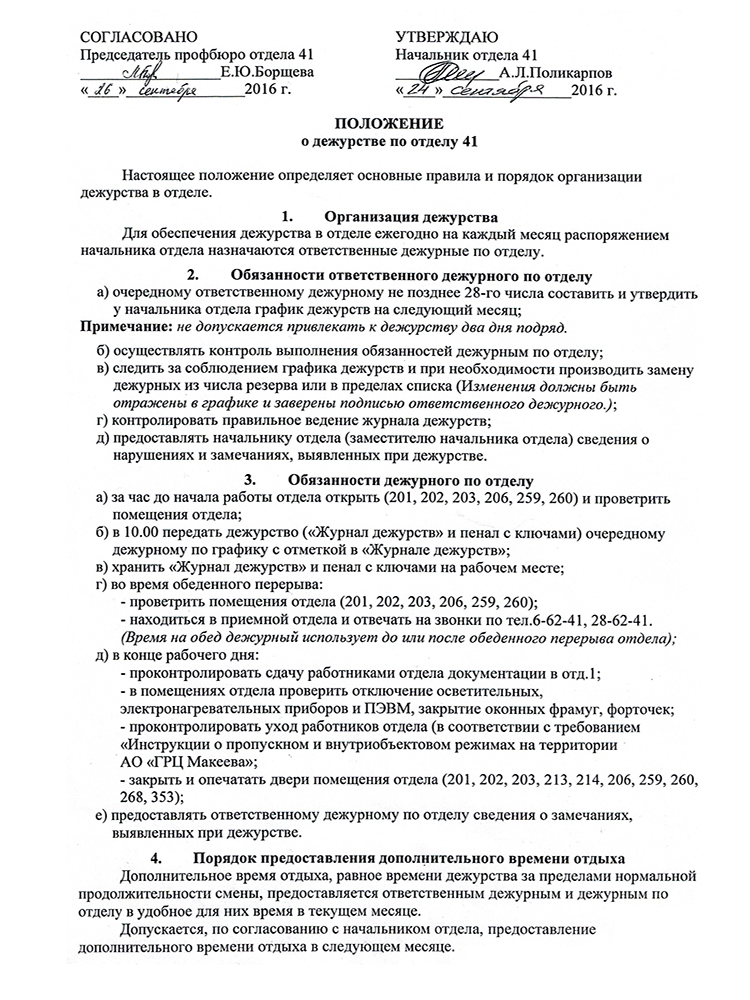 СОГЛАСОВАНО
Председатель профбюро отдела 41
Е.Ю.Борщева
«26» сентября 2016 г.
УТВЕРЖДАЮ
Начальник отдела 41
А.Л.Поликарпов
«24» сентября 2016 г.
ПОЛОЖЕНИЕ
о дежурстве по отделу 41
Настоящее положение определяет основные правила и порядок организации
дежурства в отделе.
1. Организация дежурства
Для обеспечения дежурства в отделе ежегодно на каждый месяц распоряжением
начальника отдела назначаются ответственные дежурные по отделу.
2. Обязанности ответственного дежурного по отделу
а) очередному ответственному дежурному не позднее 28-го числа составить и утвердить
у начальника отдела график дежурств на следующий месяц;
Примечание: не допускается привлекать к дежурству два дня подряд.
б) осуществлять контроль выполнения обязанностей дежурным по отделу;
в) следить за соблюдением графика дежурств и при необходимости производить замену
дежурных из числа резерва или в пределах списка (Изменения должны быть
отражены в графике и заверены подписью ответственного дежурного.);
г) контролировать правильное ведение журнала дежурств;
д) предоставлять начальнику отдела (заместителю начальника отдела) сведения о
нарушениях и замечаниях, выявленных при дежурстве.
3. Обязанности дежурного по отделу
а) за час до начала работы отдела открыть (201, 202, 203, 206, 259, 260) и проветрить
помещения отдела;
б) в 10.00 передать дежурство («Журнал дежурств» и пенал с ключами) очередному
дежурному по графику с отметкой в «Журнале дежурств»;
в) хранить «Журнал дежурств» и пенал с ключами на рабочем месте;
г) во время обеденного перерыва:
- проветрить помещения отдела (201, 202, 203, 206, 259, 260);
- находиться в приемной отдела и отвечать на звонки по тел.6-62-41, 28-62-41.
(Время на обед дежурный использует до или после обеденного перерыва отдела);
д) в конце рабочего дня:
- проконтролировать сдачу работниками отдела документации в отд.1;
- в помещениях отдела проверить отключение осветительных,
электронагревательных приборов и ПЭВМ, закрытие оконных фрамуг, форточек;
- проконтролировать уход работников отдела (в соответствии с требованием
«Инструкции о пропускном и внутриобъектовом режимах на территории
АО «ГРЦ Макеева»;
- закрыть и опечатать двери помещения отдела (201, 202, 203, 213, 214, 206, 259, 260,
268, 353);
е) предоставлять ответственному дежурному по отделу сведения о замечаниях,
выявленных при дежурстве.
4. Порядок предоставления дополнительного времени отдыха
Дополнительное время отдыха, равное времени дежурства за пределами нормальной
продолжительности смены, предоставляется ответственным дежурным и дежурным по
отделу в удобное для них время в текущем месяце.
Допускается, по согласованию с начальником отдела, предоставление
дополнительного времени отдыха в следующем месяце.